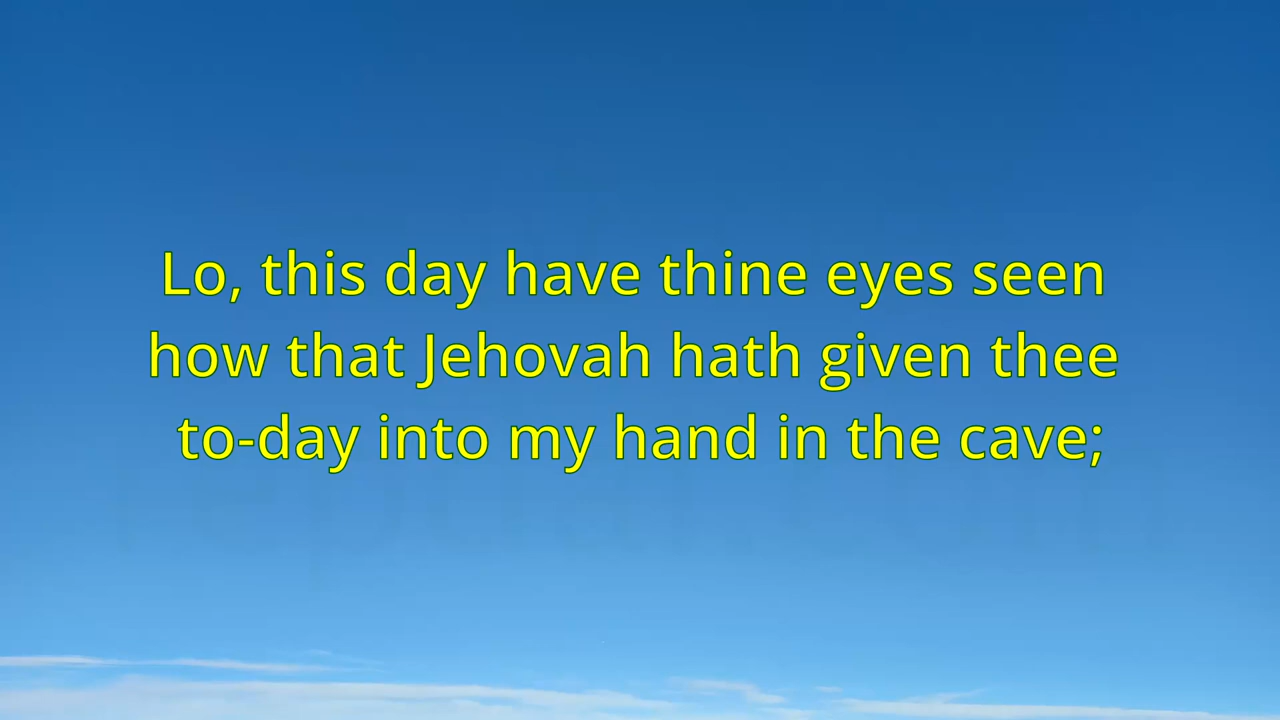 Lo, this day have thine eyes seen
how that Jehovah hath given thee
to-day into my hand in the cave;